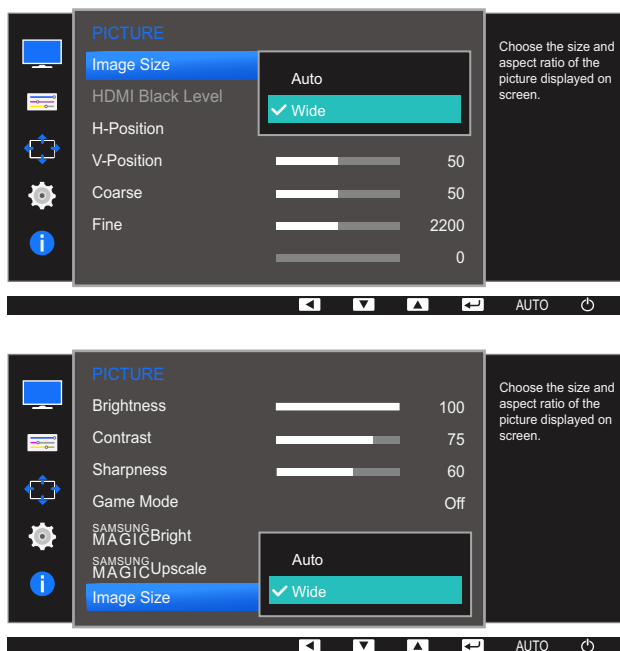 PICTURE
Image Size
Auto
Choose the size and
aspect ratio of the
picture displayed on
screen.
HDMI Black Level
Wide
H-Position
V-Position 50
Coarse 50
Fine 2200
0
AUTO
PICTURE
Brightness 100
Choose the size and
aspect ratio of the
picture displayed on
screen.
Contrast 75
Sharpness 60
Game Mode Off
SAMSUNG
MAGICBright
SAMSUNG
MAGICUpscale
Auto
Image Size
Wide
AUTO